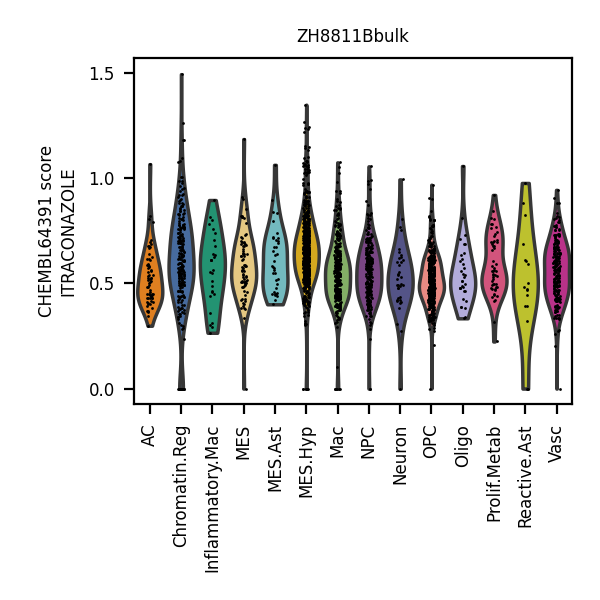 ZH8811Bbulk
CHEMBL64391 score
ITRACONAZOLE
1.5
1.0
0.5
0.0
AC
Chromatin.Reg
Inflammatory.Mac
MES
MES.Ast
MES.Hyp
Mac
NPC
Neuron
OPC
Oligo
Prolif.Metab
Reactive.Ast
Vasc